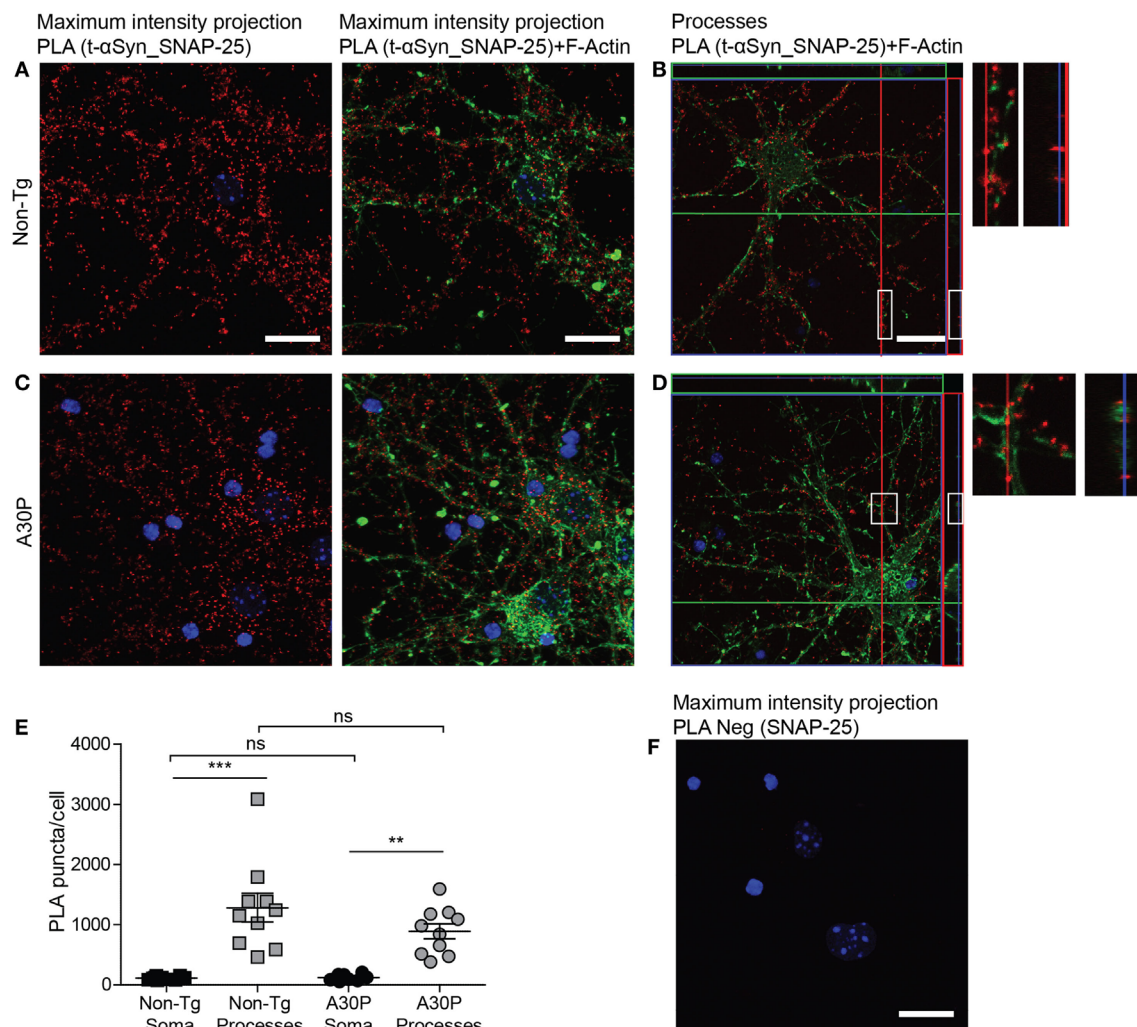 Maximum intensity projection
PLA (t-αSyn_SNAP-25)
Maximum intensity projection
PLA (t-αSyn_SNAP-25)+F-Actin
Processes
PLA (t-αSyn_SNAP-25)+F-Actin
A
B
Non-Tg
C
D
A30P
E
ns
ns
***
**
4000
3000
2000
1000
0
PLA puncta/cell
Non-Tg Soma
Non-Tg Processes
A30P Soma
A30P Processes
Maximum intensity projection
PLA Neg (SNAP-25)
F